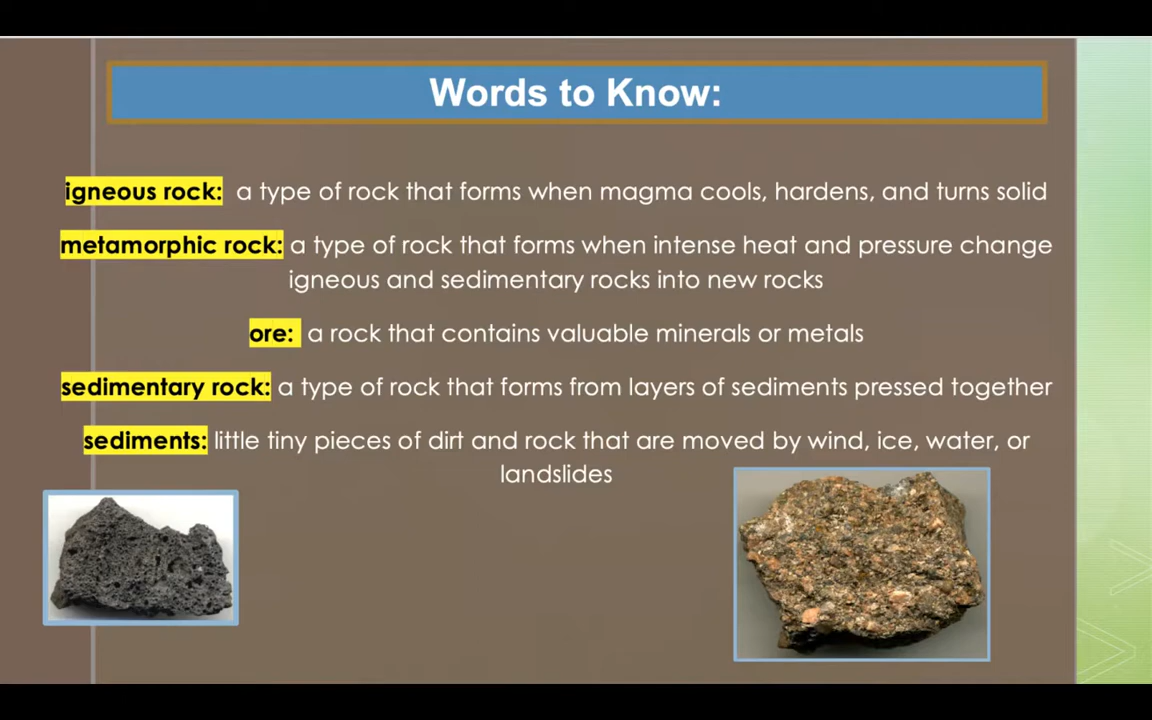 Words to Know:
igneous rock: a type of rock that forms when magma cools, hardens, and turns solid
metamorphic rock: a type of rock that forms when intense heat and pressure change
igneous and sedimentary rocks into new rocks
ore: a rock that contains valuable minerals or metals
sedimentary rock: a type of rock that forms from layers of sediments pressed together
sediments: little tiny pieces of dirt and rock that are moved by wind, ice, water, or
landslides